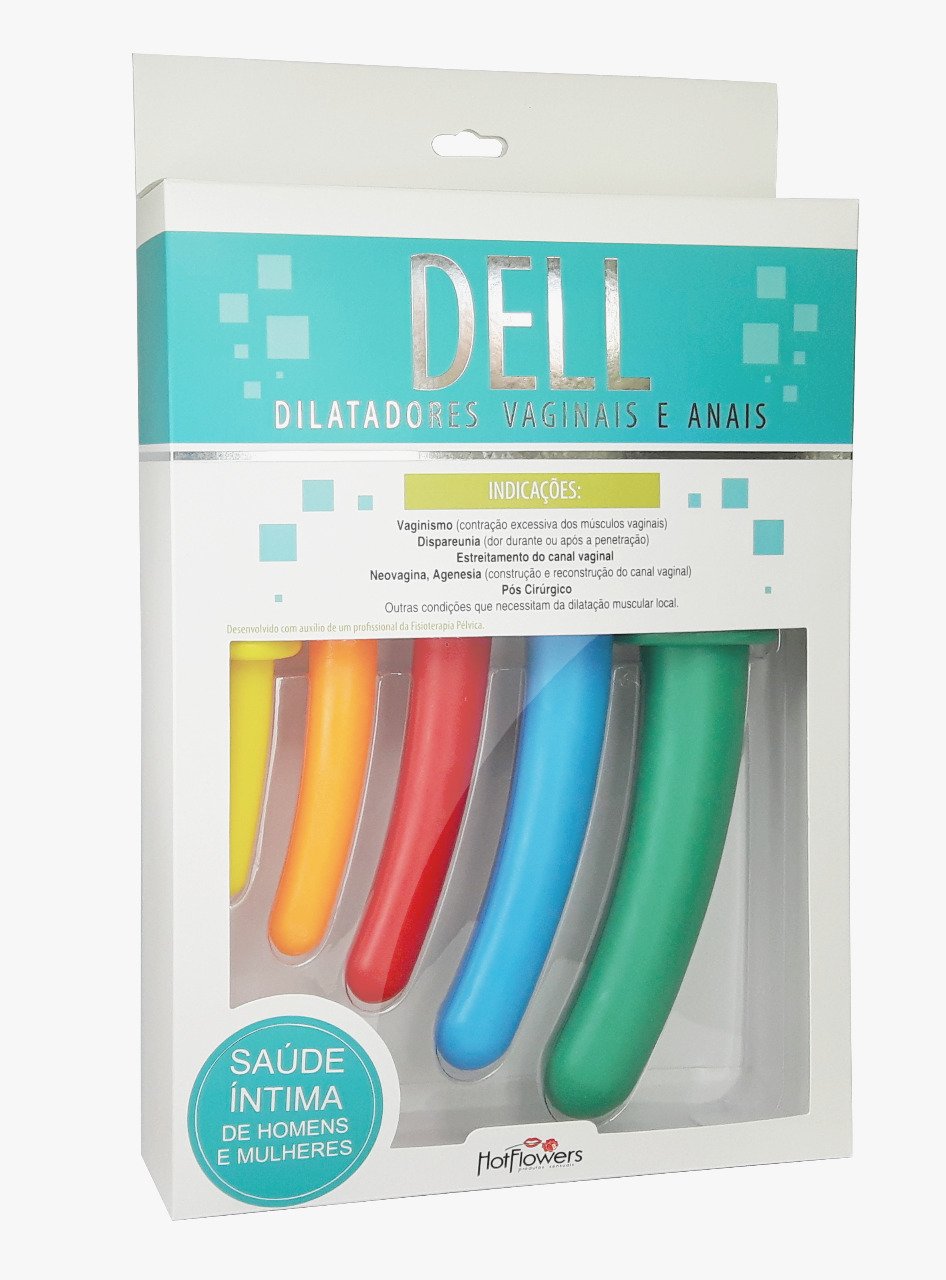 DELL
DILATADORES VAGINAIS E ANAIS
INDICAÇÕES:
Vaginismo (contração excessiva dos músculos vaginais)
Dispareunia (dor durante ou após a penetração)
Estreitamento do canal vaginal
Neovagina, Agenesia (construção e reconstrução do canal vaginal)
Pós Cirúrgico
Outras condições que necessitam da dilatação muscular local.
Desenvolvido com auxílio de um profissional da Fisioterapia Pélvica.
SAÚDE
ÍNTIMA
DE HOMENS
E MULHERES
HotFlowers
produtos sensuais